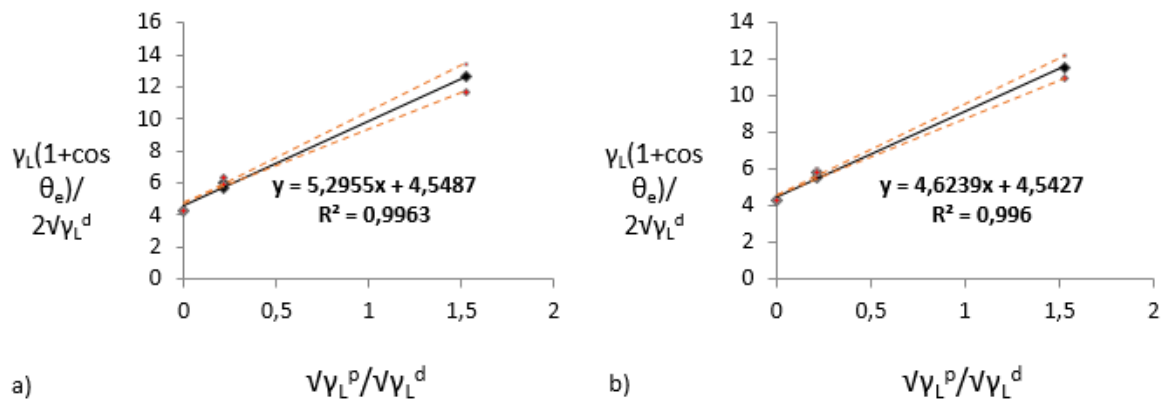 16
14
12
10
8
6
4
2
0
γL(1+cos
θe)/
2√γLd
y = 5,2955x + 4,5487
R² = 0,9963
0 0,5 1 1,5 2
a) √γLp/√γLd
14
12
10
8
6
4
2
0
γL(1+cos
θe)/
2√γLd
y = 4,6239x + 4,5427
R² = 0,996
0 0,5 1 1,5 2
b) √γLp/√γLd